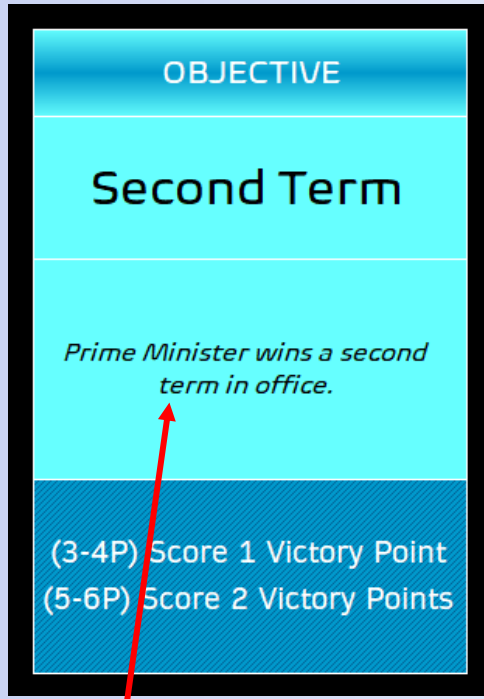 OBJECTIVE
Second Term
Prime Minister wins a second
term in office.
(3-4P) Score 1 Victory Point
(5-6P) Score 2 Victory Points